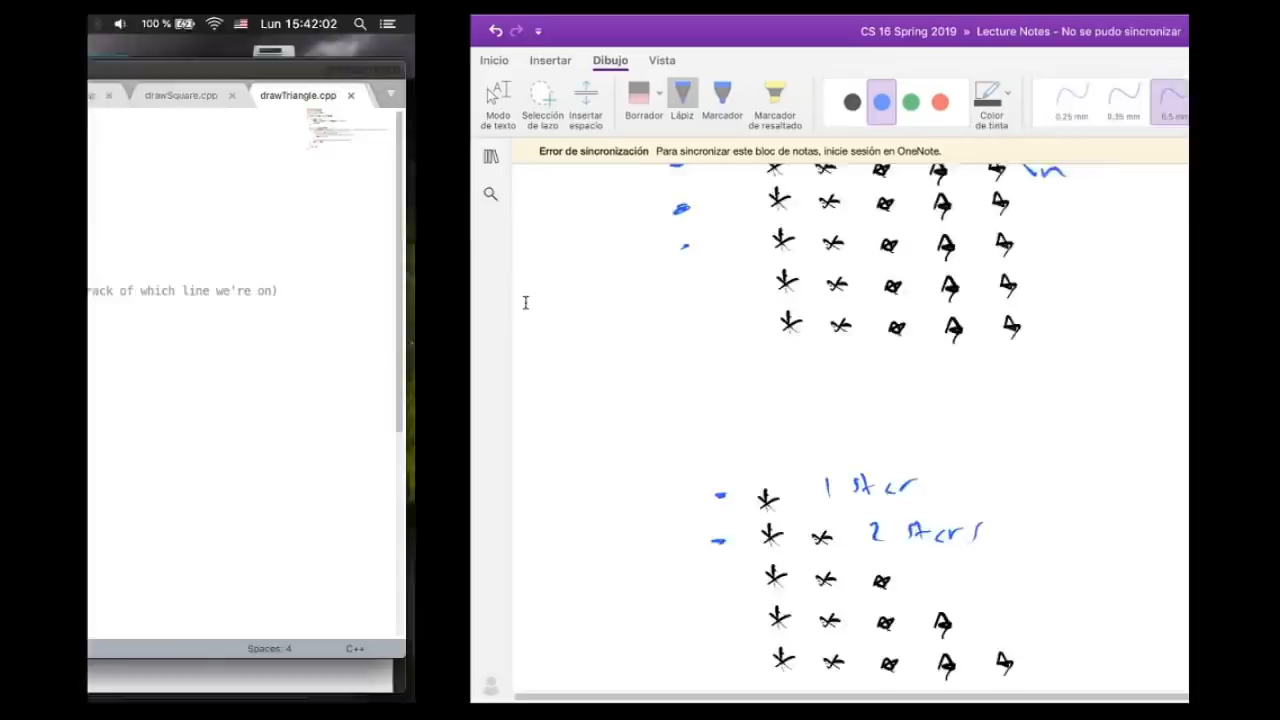 100 % Lun 15:42:02
drawSquare.cpp drawTriangle.cpp
rack of which line we're on)
Spaces: 4 C++
CS 16 Spring 2019 » Lecture Notes - No se pudo sincronizar
Inicio Insertar Dibujo Vista
Modo de texto
Selección de lazo
Insertar espacio
Borrador
Lápiz
Marcador
Marcador de resaltado
Color de tinta
0.25 mm
0.35 mm
0.5 mm
Error de sincronización Para sincronizar este bloc de notas, inicie sesión en OneNote.
\n
* * * * *
* * * * *
* * * * *
* * * * *
* * * * *
* 1 star
* * 2 stars
* * *
* * * *
* * * * *